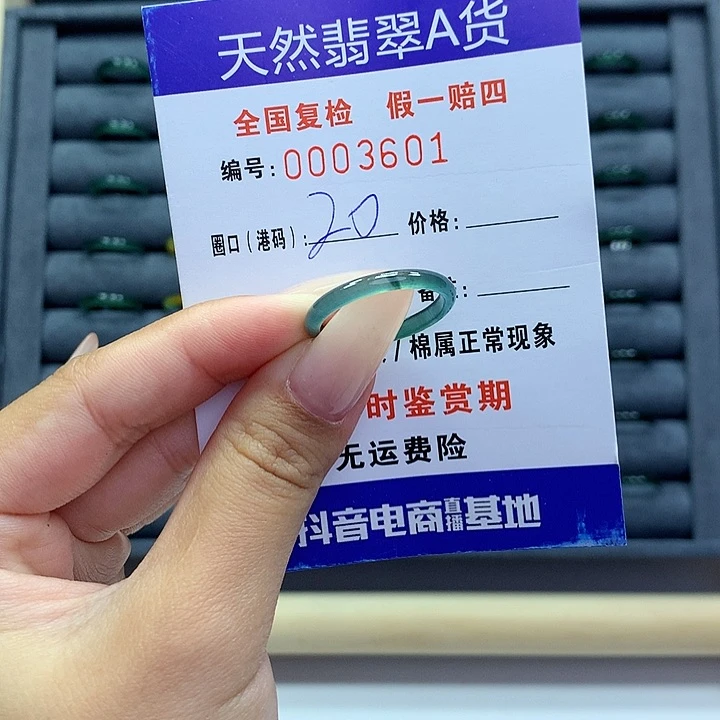 天然翡翠A货
全国复检 假一赔四
编号:0003601
圈口(港码):20 价格:
备注:
/棉属正常现象
时鉴赏期
无运费险
抖音电商直播基地